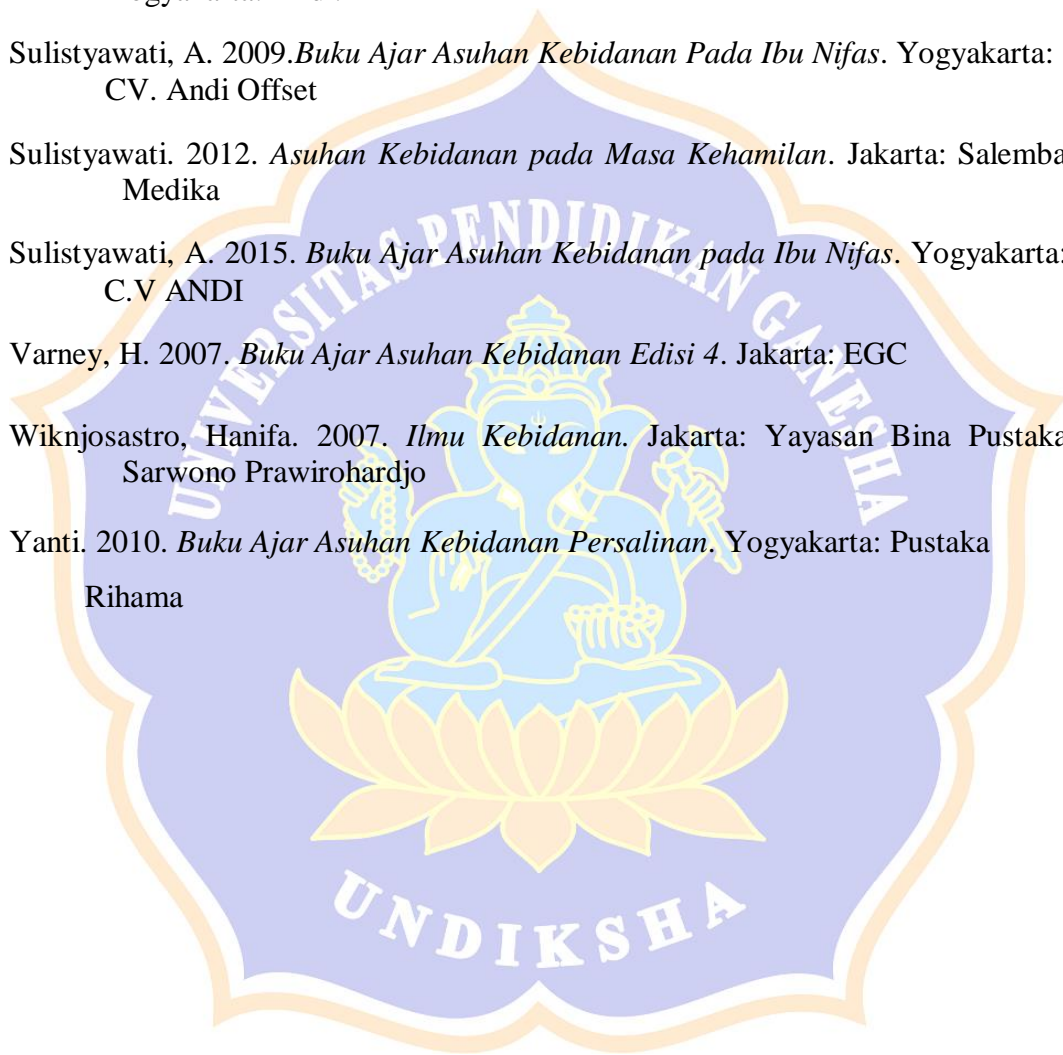 Sulistyawati, A. 2009.Buku Ajar Asuhan Kebidanan Pada Ibu Nifas. Yogyakarta:
CV. Andi Offset
Sulistyawati. 2012. Asuhan Kebidanan pada Masa Kehamilan. Jakarta: Salemba
Medika
Sulistyawati, A. 2015. Buku Ajar Asuhan Kebidanan pada Ibu Nifas. Yogyakarta:
C.V ANDI
Varney, H. 2007. Buku Ajar Asuhan Kebidanan Edisi 4. Jakarta: EGC
Wiknjosastro, Hanifa. 2007. Ilmu Kebidanan. Jakarta: Yayasan Bina Pustaka
Sarwono Prawirohardjo
Yanti. 2010. Buku Ajar Asuhan Kebidanan Persalinan. Yogyakarta: Pustaka
Rihama
UNIVERSITAS PENDIDIKAN GANESHA
UNDIKSHA